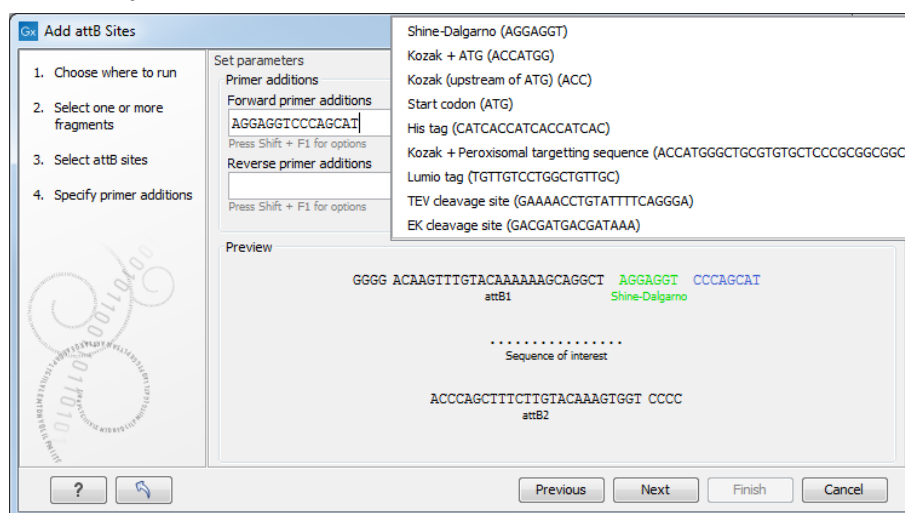 Gx Add attB Sites
1. Choose where to run
2. Select one or more
fragments
3. Select attB sites
4. Specify primer additions
Set parameters
Primer additions
Forward primer additions
AGGAGGTCCCAGCAT
Press Shift + F1 for options
Reverse primer additions
Press Shift + F1 for options
Shine-Dalgarno (AGGAGGT)
Kozak + ATG (ACCATGG)
Kozak (upstream of ATG) (ACC)
Start codon (ATG)
His tag (CATCACCATCACCATCAC)
Kozak + Peroxisomal targetting sequence (ACCATGGGCTGCGTGTGCTCCCGCGGCGGC
Lumio tag (TGTTGTCCTGGCTGTTGC)
TEV cleavage site (GAAAACCTGTATTTTCAGGGA)
EK cleavage site (GACGATGACGATAAA)
Preview
GGGG ACAAGTTTGTACAAAAAAGCAGGCT AGGAGGT CCCAGCAT
attB1 Shine-Dalgarno
................
Sequence of interest
ACCCAGCTTTCTTGTACAAAGTGGT CCCC
attB2
? Previous Next Finish Cancel